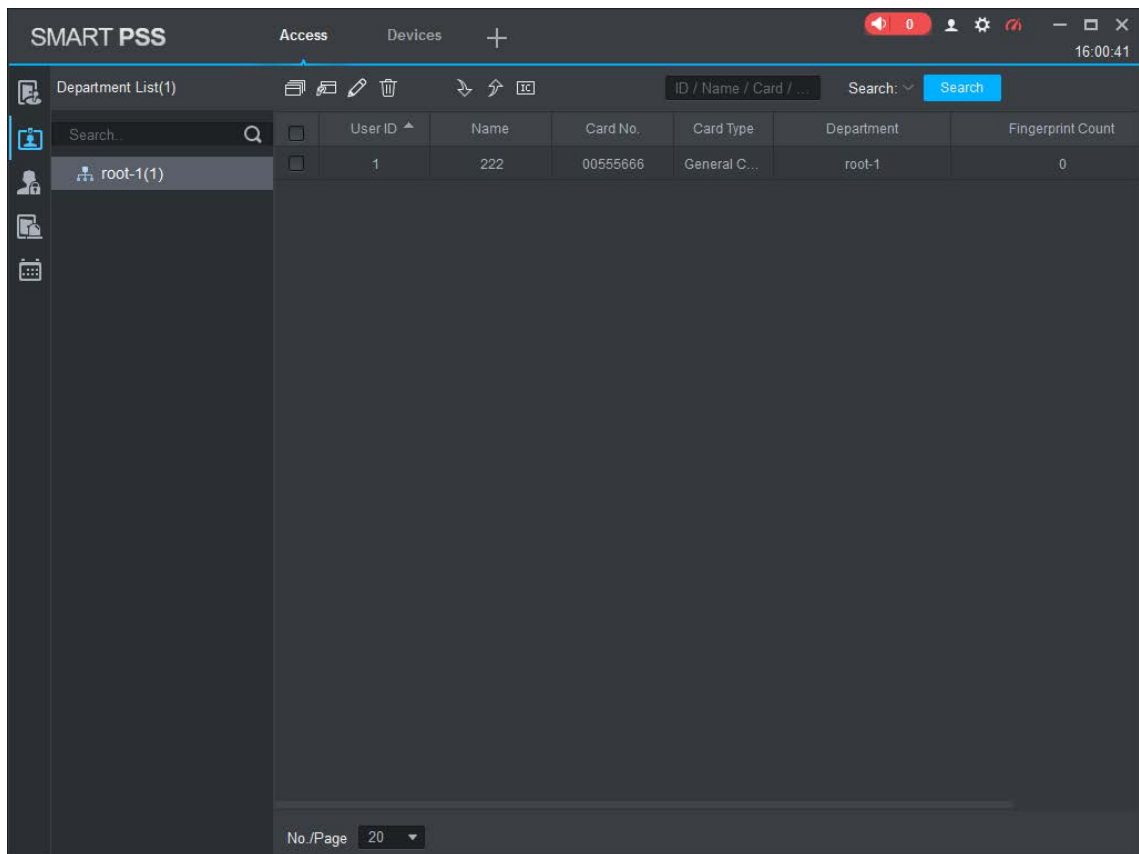 SMART PSS
Access
Devices
0
16:00:41
Department List(1)
IC
ID / Name / Card / ...
Search:
Search
Search..
User ID
Name
Card No.
Card Type
Department
Fingerprint Count
root-1(1)
1
222
00555666
General C...
root-1
0
No./Page
20